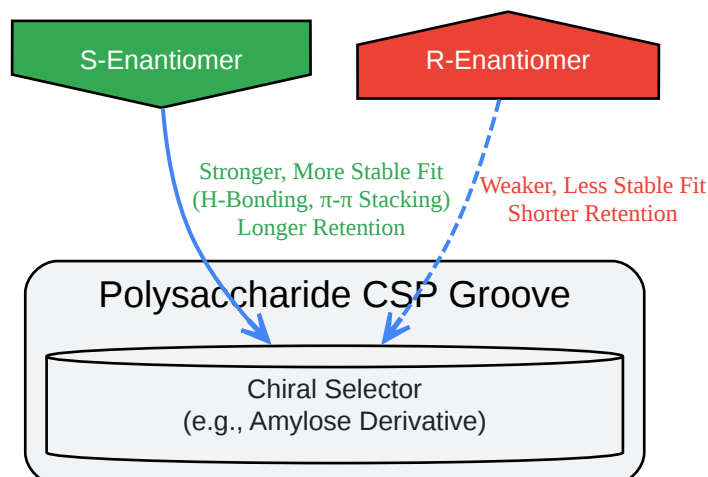 S-Enantiomer
R-Enantiomer
Stronger, More Stable Fit
(H-Bonding, π-π Stacking)
Longer Retention
Weaker, Less Stable Fit
Shorter Retention
Polysaccharide CSP Groove
Chiral Selector
(e.g., Amylose Derivative)